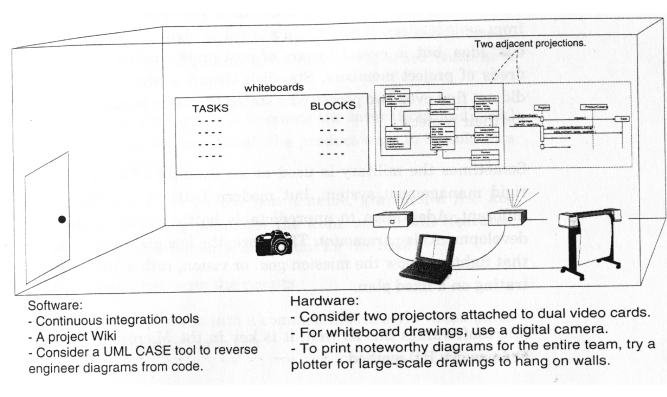 Two adjacent projections.
whiteboards
TASKS BLOCKS
- - - - - - - -
- - - - - - - -
- - - - - - - -
- - - - - - - -
Software:
- Continuous integration tools
- A project Wiki
- Consider a UML CASE tool to reverse
engineer diagrams from code.
Hardware:
- Consider two projectors attached to dual video cards.
- For whiteboard drawings, use a digital camera.
- To print noteworthy diagrams for the entire team, try a
plotter for large-scale drawings to hang on walls.